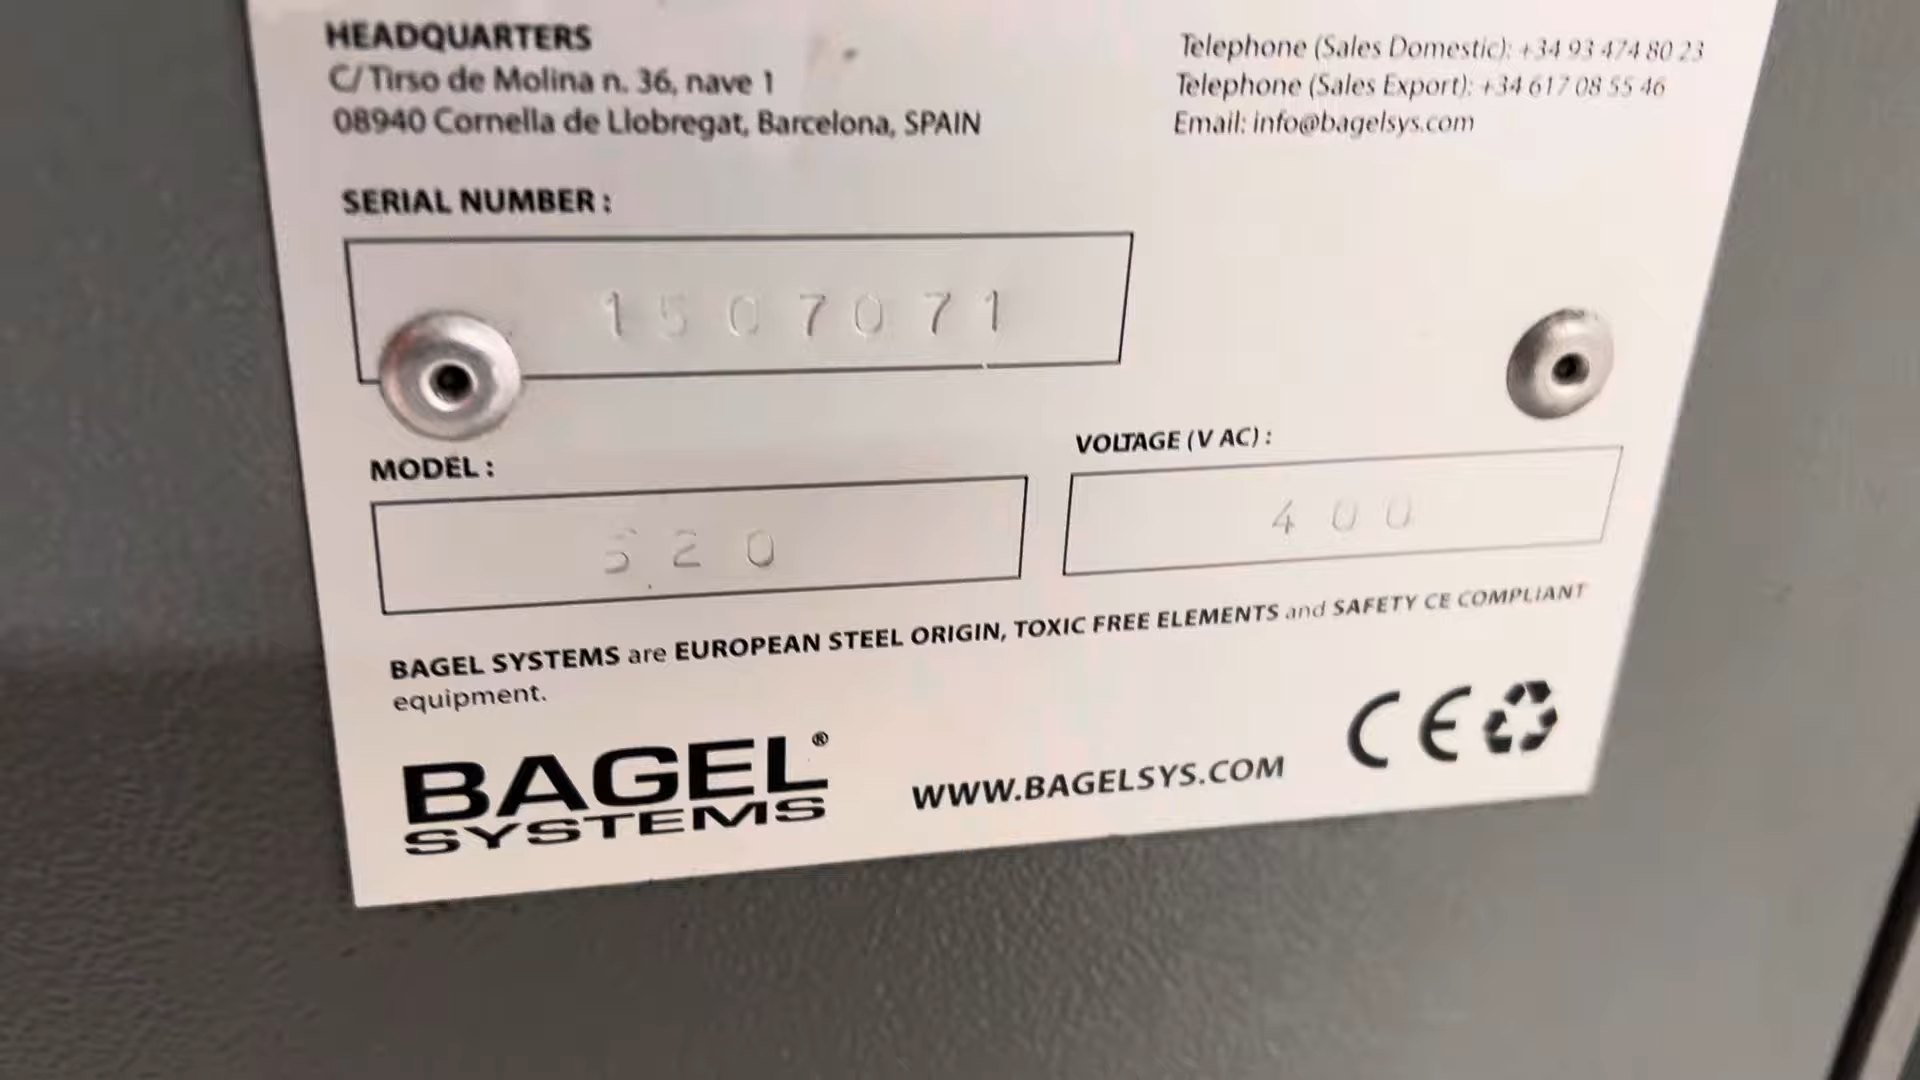 HEADQUARTERS
C/Tirso de Molina n. 36, nave 1
08940 Cornella de Llobregat, Barcelona, SPAIN
Telephone (Sales Domestic): +34 93 474 80 23
Telephone (Sales Export): +34 617 08 55 46
Email: info@bagelsys.com
SERIAL NUMBER :
1507071
MODEL :
520
VOLTAGE (V AC) :
400
BAGEL SYSTEMS are EUROPEAN STEEL ORIGIN, TOXIC FREE ELEMENTS and SAFETY CE COMPLIANT
equipment.
BAGEL®
SYSTEMS
WWW.BAGELSYS.COM
CE